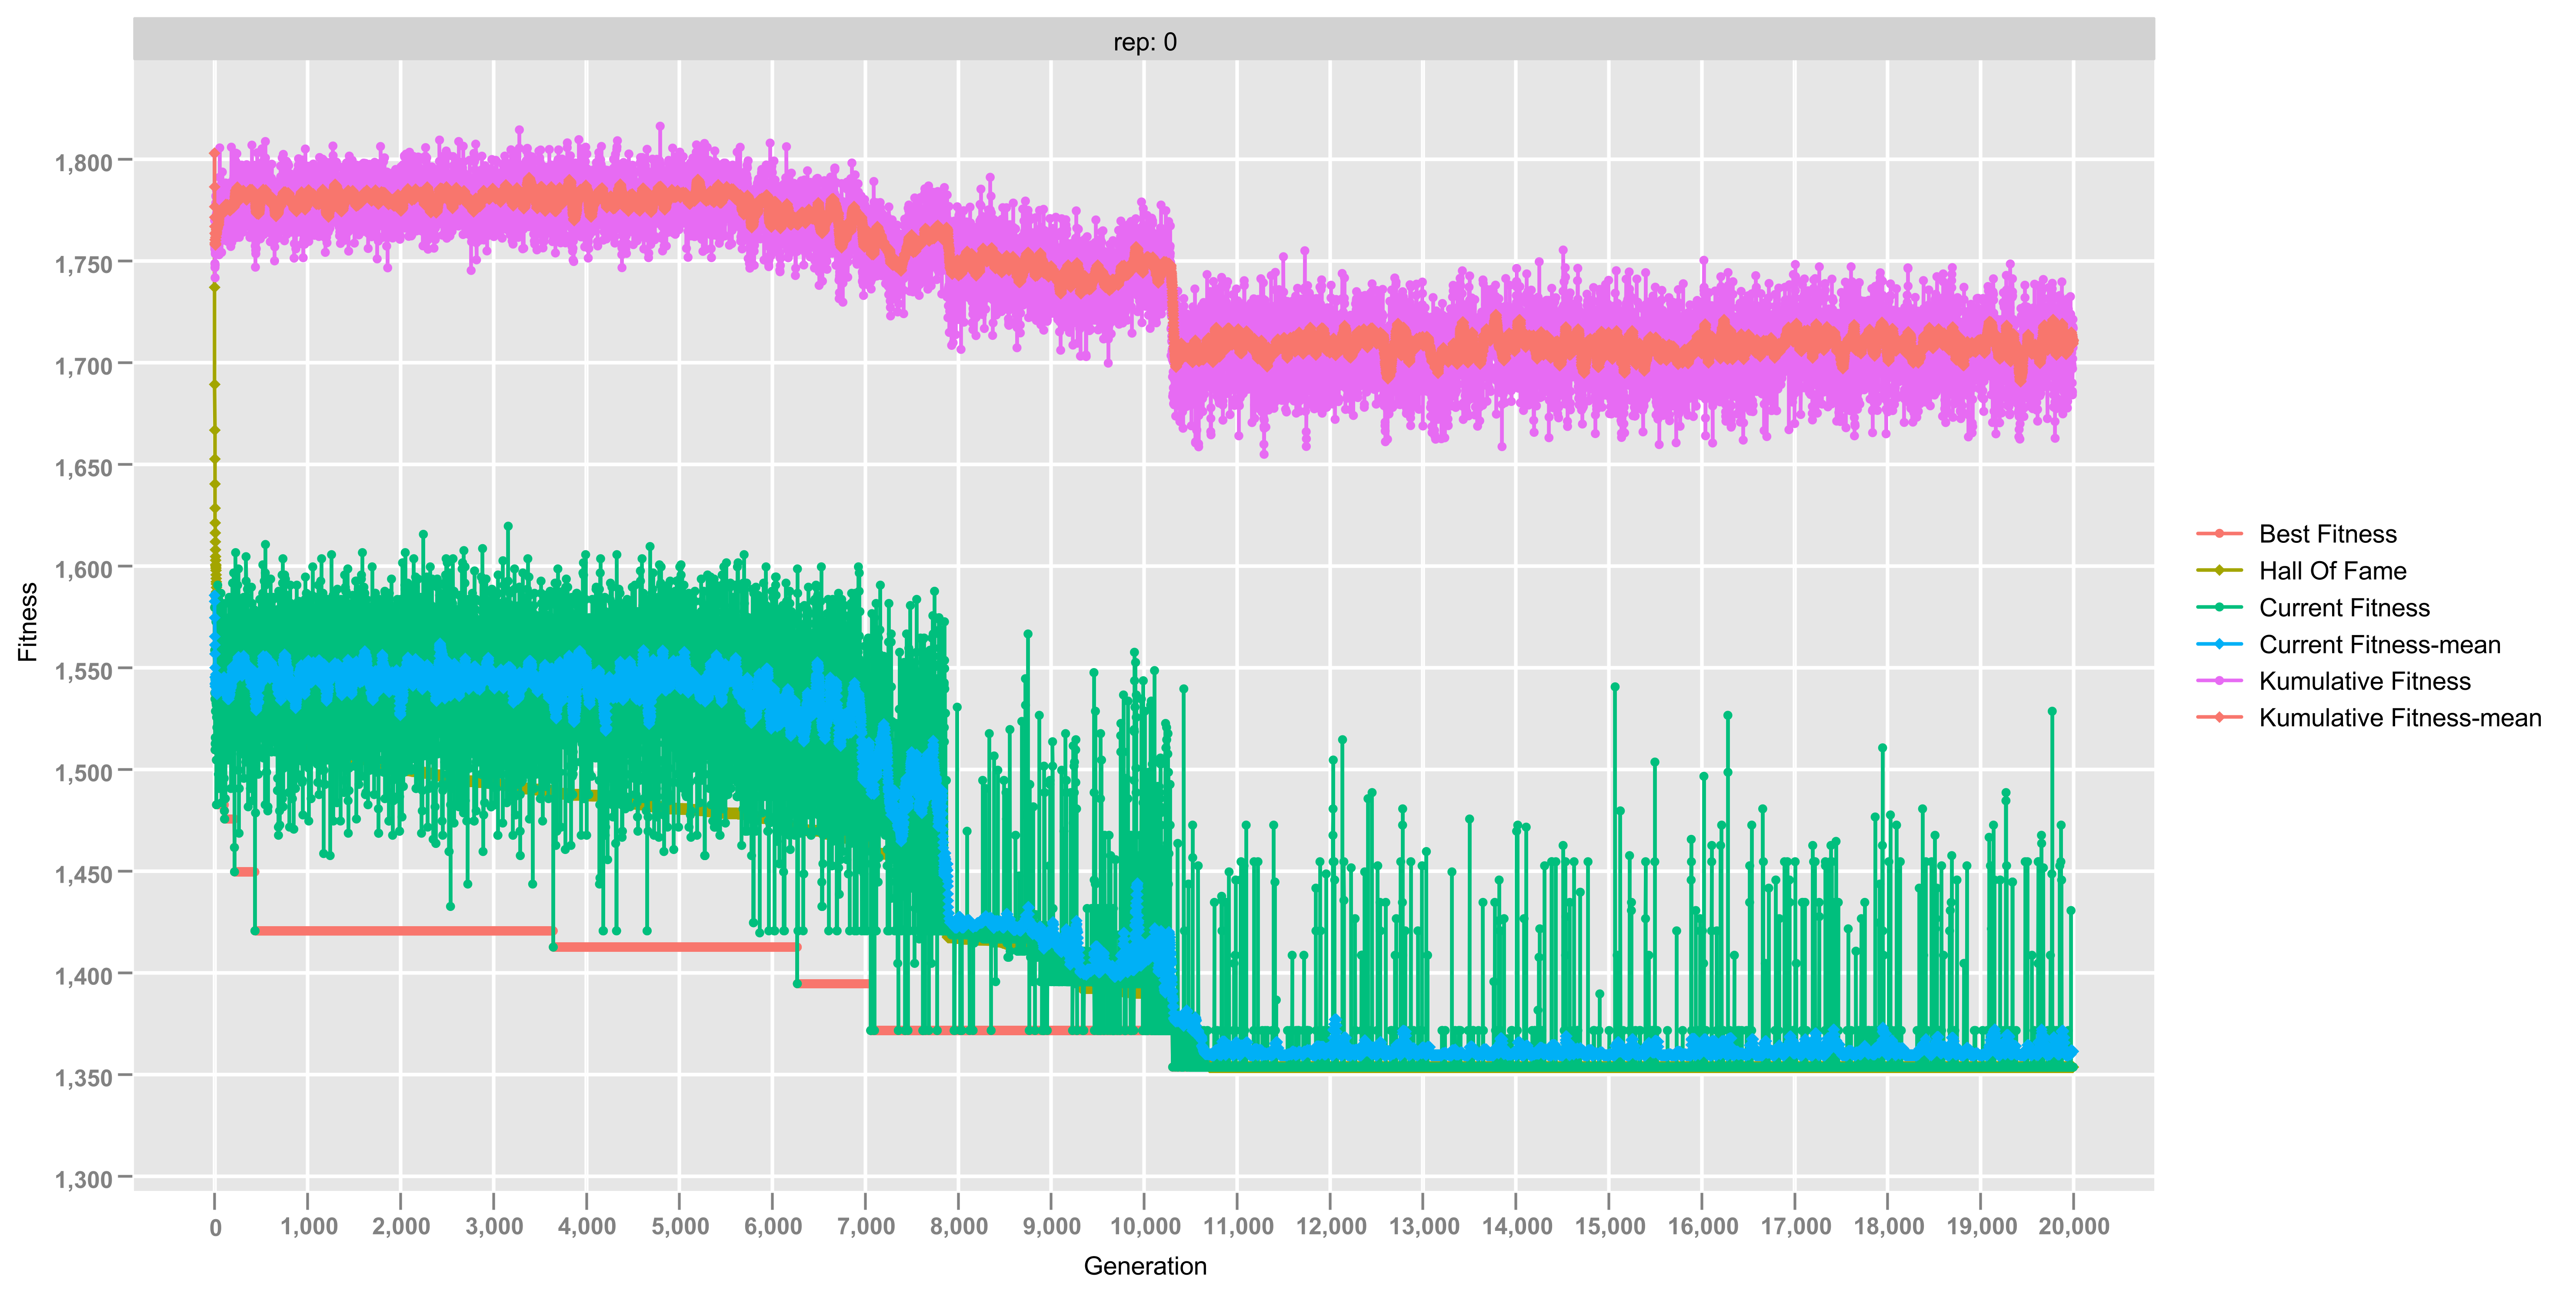 rep: 0
1,800
1,750
1,700
1,650
1,600
1,550
1,500
1,450
1,400
1,350
1,300
Fitness
0 1,000 2,000 3,000 4,000 5,000 6,000 7,000 8,000 9,000 10,000 11,000 12,000 13,000 14,000 15,000 16,000 17,000 18,000 19,000 20,000
Generation
Best Fitness
Hall Of Fame
Current Fitness
Current Fitness-mean
Kumulative Fitness
Kumulative Fitness-mean